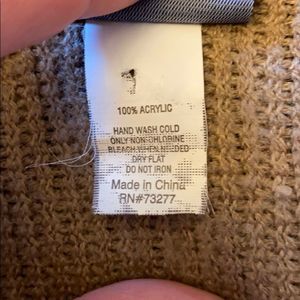 100% ACRYLIC
HAND WASH COLD
ONLY NON-CHLORINE
BLEACH WHEN NEEDED
DRY FLAT
DO NOT IRON
Made in China
RN#73277